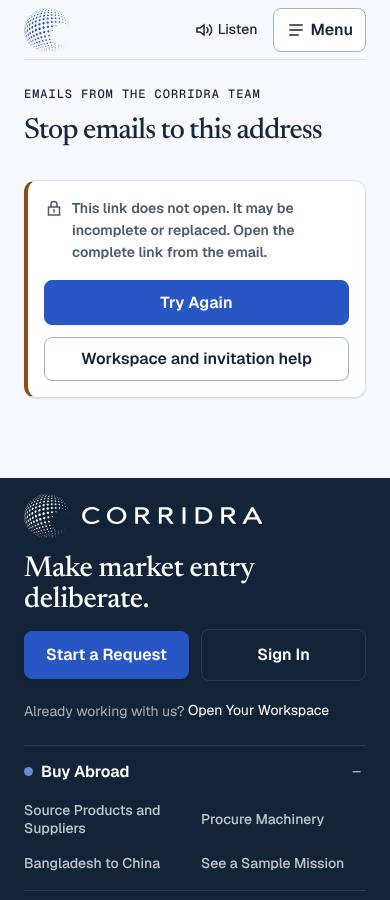 Listen
Menu
EMAILS FROM THE CORRIDRA TEAM
Stop emails to this address
This link does not open. It may be
incomplete or replaced. Open the
complete link from the email.
Try Again
Workspace and invitation help
CORRIDRA
Make market entry
deliberate.
Start a Request
Sign In
Already working with us? Open Your Workspace
Buy Abroad
Source Products and
Suppliers
Procure Machinery
Bangladesh to China
See a Sample Mission